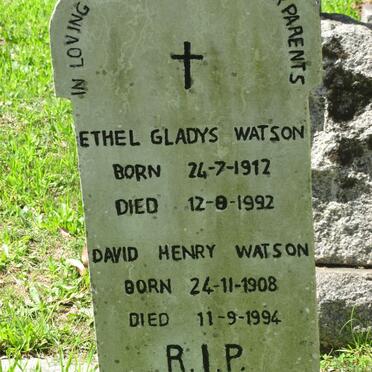 IN LOVING
PARENTS
ETHEL GLADYS WATSON
BORN 24-7-1912
DIED 12-8-1992
DAVID HENRY WATSON
BORN 24-11-1908
DIED 11-9-1994
R.I.P.